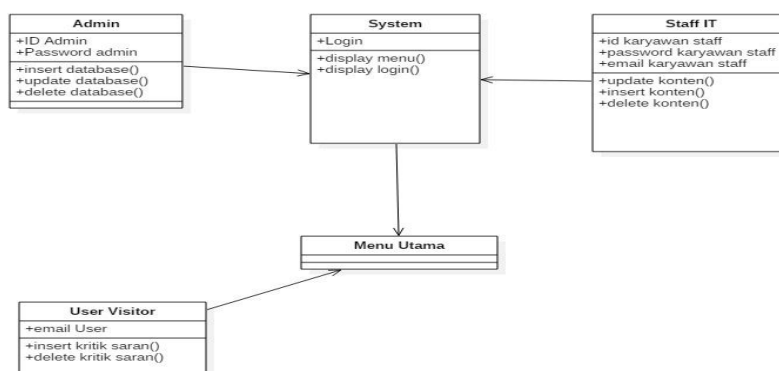 Admin
+ID Admin
+Password admin
+insert database()
+update database()
+delete database()
System
+Login
+display menu()
+display login()
Staff IT
+id karyawan staff
+password karyawan staff
+email karyawan staff
+update konten()
+insert konten()
+delete konten()
Menu Utama
User Visitor
+email User
+insert kritik saran()
+delete kritik saran()